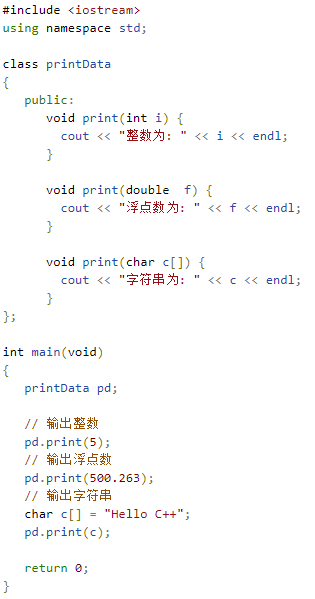 #include <iostream>
using namespace std;
class printData
{
public:
void print(int i) {
cout << "整数为: " << i << endl;
}
void print(double  f) {
cout << "浮点数为: " << f << endl;
}
void print(char c[]) {
cout << "字符串为: " << c << endl;
}
};
int main(void)
{
printData pd;
// 输出整数
pd.print(5);
// 输出浮点数
pd.print(500.263);
// 输出字符串
char c[] = "Hello C++";
pd.print(c);
return 0;
}